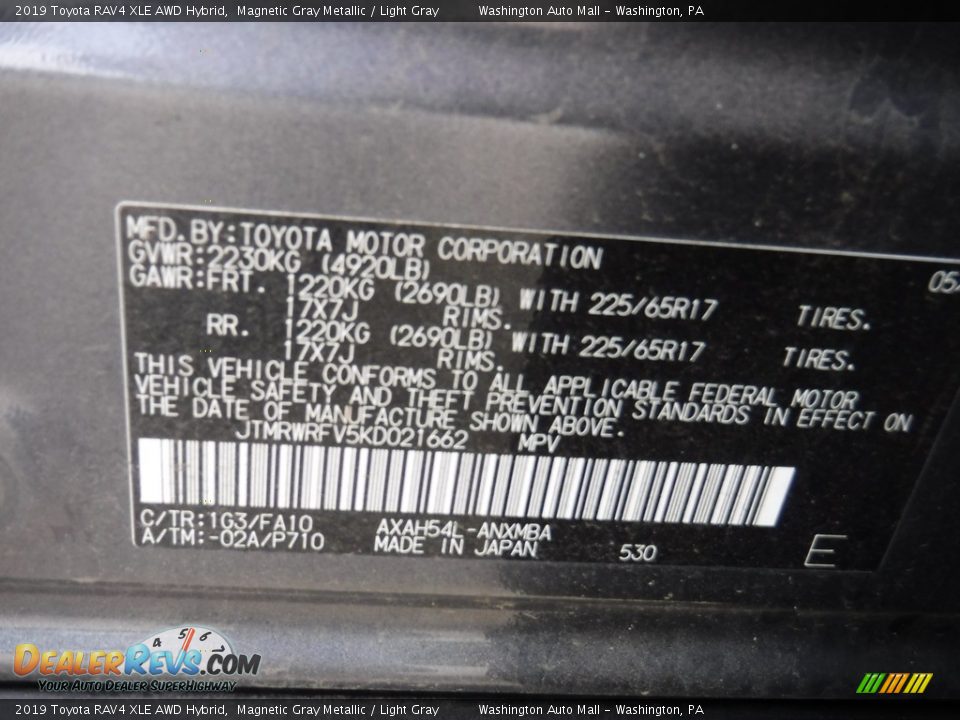 2019 Toyota RAV4 XLE AWD Hybrid,  Magnetic Gray Metallic / Light Gray        Washington Auto Mall - Washington, PA
MFD. BY:TOYOTA MOTOR CORPORATION
05/
GVWR:2230KG (4920LB)
GAWR:FRT. 1220KG (2690LB) WITH 225/65R17 TIRES.
17X7J RIMS.
RR. 1220KG (2690LB) WITH 225/65R17 TIRES.
17X7J RIMS.
THIS VEHICLE CONFORMS TO ALL APPLICABLE FEDERAL MOTOR
VEHICLE SAFETY AND THEFT PREVENTION STANDARDS IN EFFECT ON
THE DATE OF MANUFACTURE SHOWN ABOVE.
JTMRWRFV5KD021662 MPV
C/TR:1G3/FA10 AXAH54L-ANXMBA
A/TM:-02A/P710 MADE IN JAPAN 530 E
4 5 6
DEALERREVS.COM
YOUR AUTO DEALER SUPERHIGHWAY
2019 Toyota RAV4 XLE AWD Hybrid,  Magnetic Gray Metallic / Light Gray        Washington Auto Mall - Washington, PA